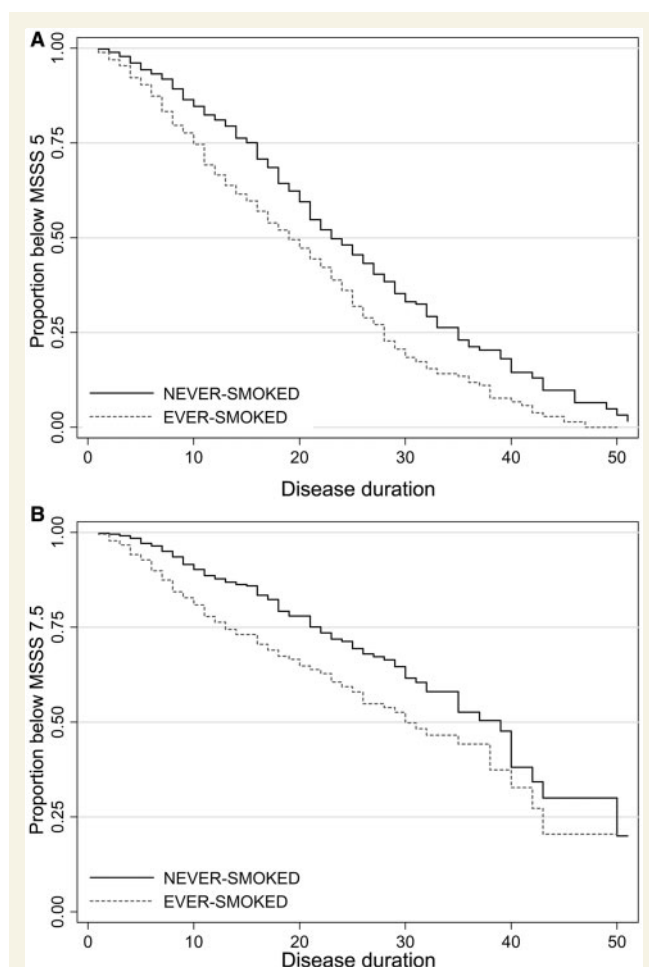 A
Proportion below MSSS 5
1.00
0.75
0.50
0.25
0.00
NEVER-SMOKED
EVER-SMOKED
0 10 20 30 40 50
Disease duration
B
Proportion below MSSS 7.5
1.00
0.75
0.50
0.25
0.00
NEVER-SMOKED
EVER-SMOKED
0 10 20 30 40 50
Disease duration